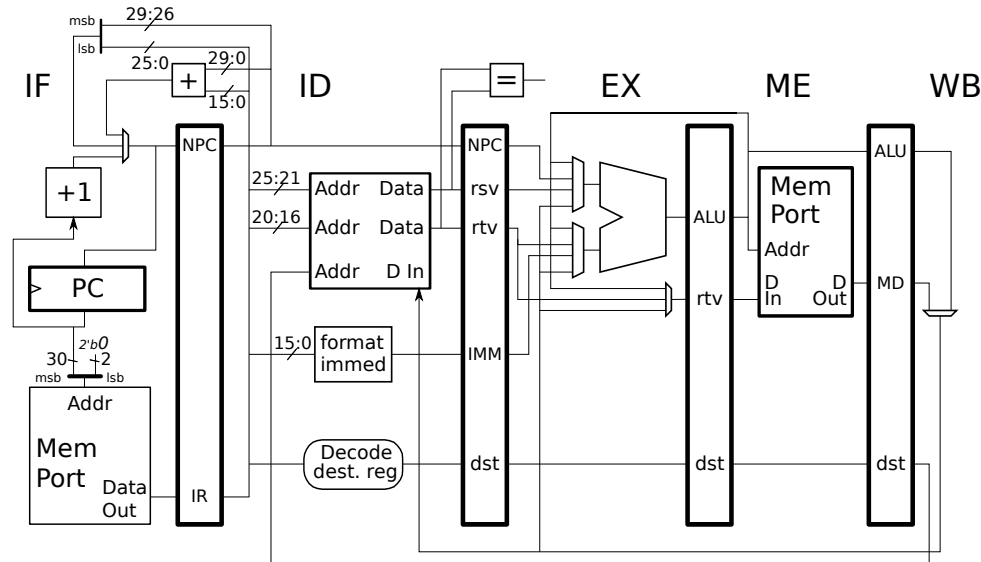 29:26
msb
lsb
25:0
29:0
15:0
+
=
IF
ID
EX
ME
WB
NPC
NPC
ALU
+1
25:21
Addr
Data
rsv
Mem
Port
20:16
Addr
Data
rtv
ALU
Addr
Addr
D In
PC
rtv
D
In
D
Out
MD
2'b0
30
2
msb
lsb
15:0
format
immed
IMM
Addr
Mem
Port
Data
Out
IR
Decode
dest. reg
dst
dst
dst